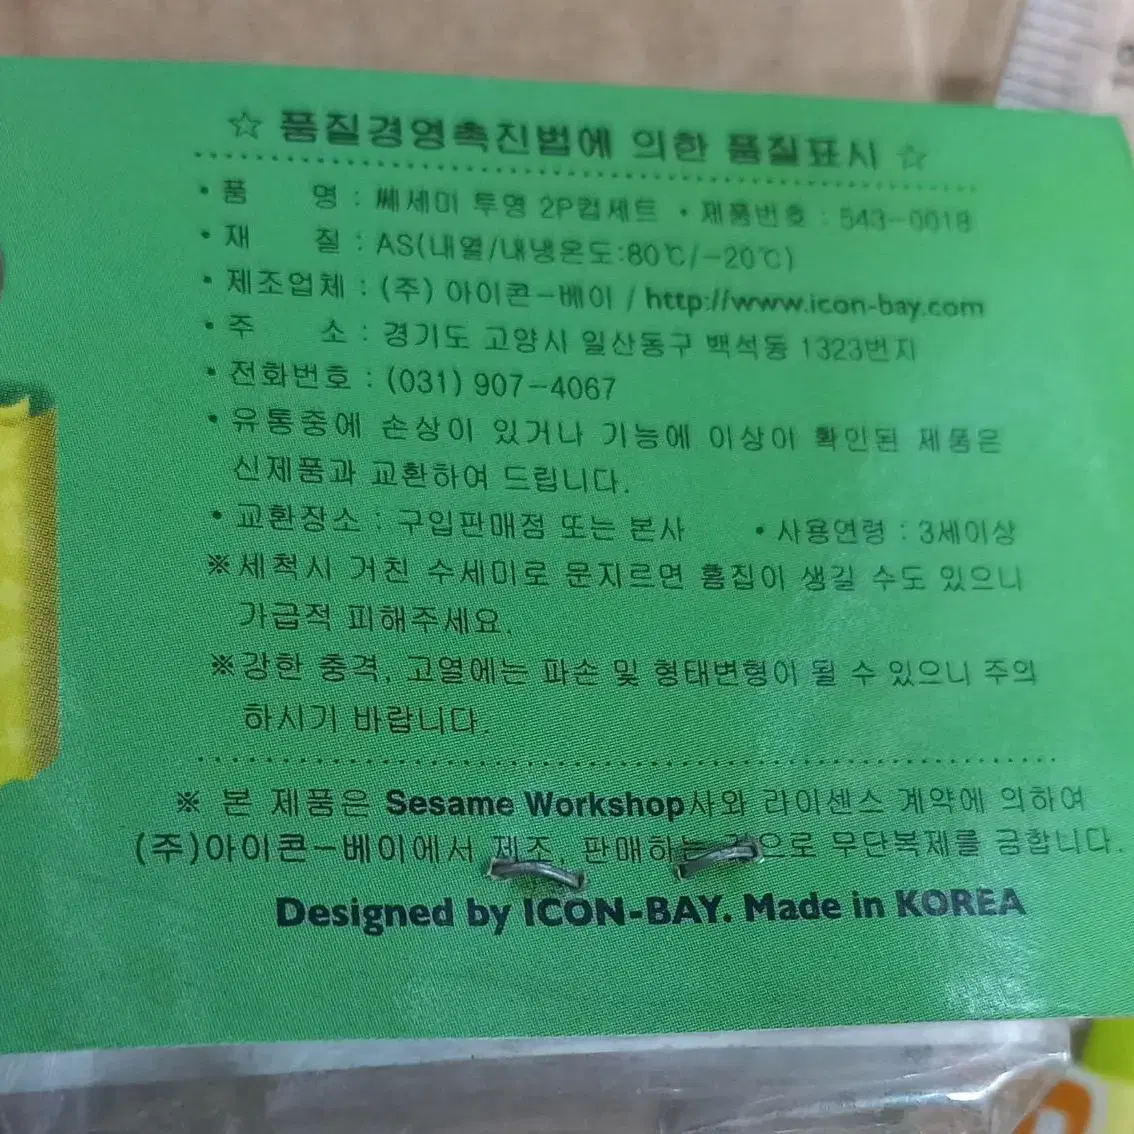 ☆ 품질경영촉진법에 의한 품질표시 ☆
• 품 명 : 쎄세미 투명 2P컵세트 • 제품번호 : 543-0018
• 재 질 : AS(내열/내냉온도:80℃/-20℃)
• 제조업체 : (주) 아이콘-베이 / http://www.icon-bay.com
• 주 소 : 경기도 고양시 일산동구 백석동 1323번지
• 전화번호 : (031) 907-4067
• 유통중에 손상이 있거나 기능에 이상이 확인된 제품은
신제품과 교환하여 드립니다.
• 교환장소 : 구입판매점 또는 본사 • 사용연령 : 3세이상
※세척시 거친 수세미로 문지르면 흠집이 생길 수도 있으니
가급적 피해주세요.
※강한 충격, 고열에는 파손 및 형태변형이 될 수 있으니 주의
하시기 바랍니다.
※ 본 제품은 Sesame Workshop사와 라이센스 계약에 의하여
(주)아이콘-베이에서 제조, 판매하는 것으로 무단복제를 금합니다.
Designed by ICON-BAY. Made in KOREA